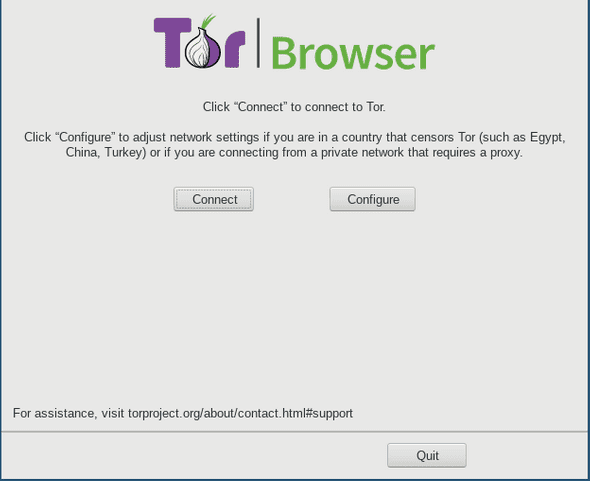 Tor Browser
Click “Connect” to connect to Tor.
Click “Configure” to adjust network settings if you are in a country that censors Tor (such as Egypt,
China, Turkey) or if you are connecting from a private network that requires a proxy.
Connect Configure
For assistance, visit torproject.org/about/contact.html#support
Quit